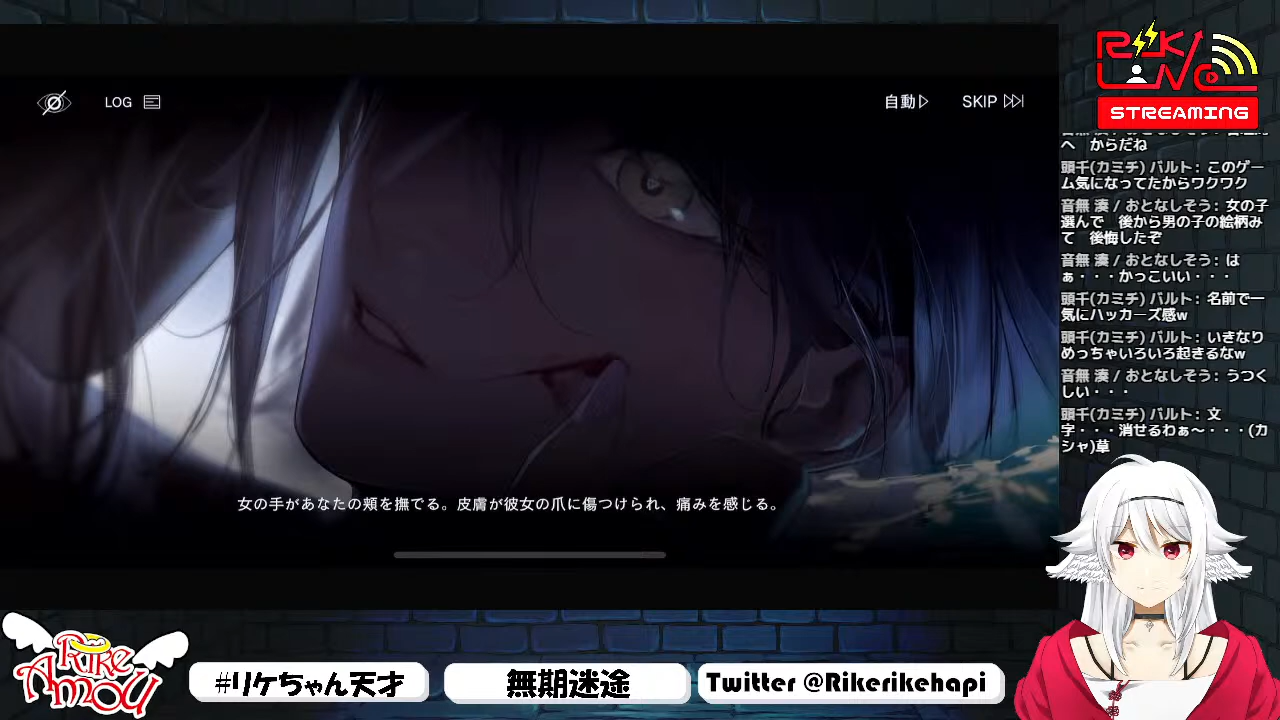 LOG
自動
SKIP
女の手があなたの頬を撫でる。皮膚が彼女の爪に傷つけられ、痛みを感じる。
RIKE
LIVE
STREAMING
へ　からだね
頭千(カミチ) バルト: このゲー
ム気になってたからワクワク
音無 湊 / おとなしそう: 女の子
選んで　後から男の子の絵柄み
て　後悔したぞ
音無 湊 / おとなしそう: は
ぁ・・・かっこいい・・・
頭千(カミチ) バルト: 名前で一
気にハッカーズ感w
頭千(カミチ) バルト: いきなり
めっちゃいろいろ起きるなw
音無 湊 / おとなしそう: うつく
しい・・・
頭千(カミチ) バルト: 文
字・・・消せるわぁ～・・・(カ
シャ)草
Rike
Amou
#リケちゃん天才
無期迷途
Twitter @Rikerikehapi